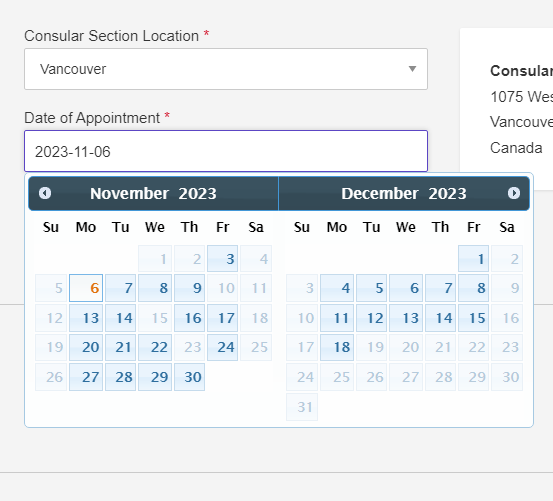 Consular Section Location *
Vancouver
Date of Appointment *
2023-11-06
Consular
1075 Wes
Vancouve
Canada
November 2023
Su Mo Tu We Th Fr Sa
1 2 3 4
5 6 7 8 9 10 11
12 13 14 15 16 17 18
19 20 21 22 23 24 25
26 27 28 29 30
December 2023
Su Mo Tu We Th Fr Sa
1 2
3 4 5 6 7 8 9
10 11 12 13 14 15 16
17 18 19 20 21 22 23
24 25 26 27 28 29 30
31